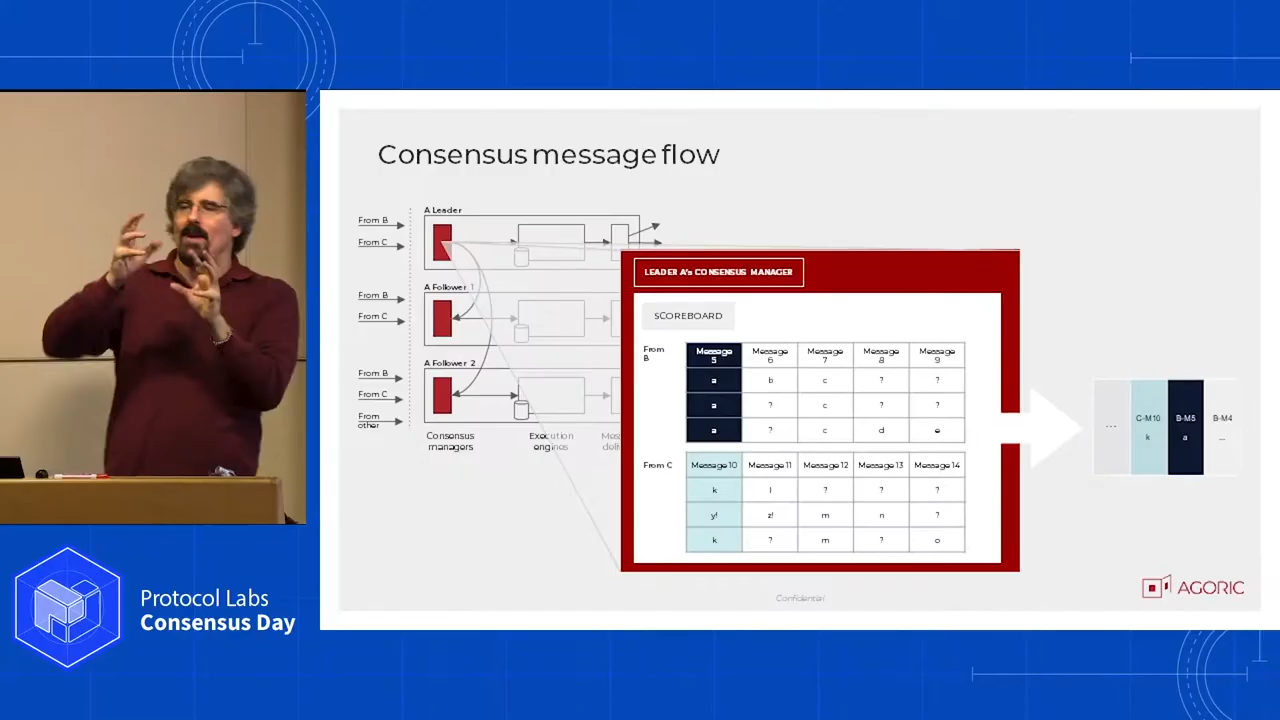 Consensus message flow
A Leader
From B
From C
A Follower 1
From B
From C
A Follower 2
From B
From C
From
other
Consensus
managers
Execution
engines
LEADER A's CONSENSUS MANAGER
SCOREBOARD
From
B
Message
5
Message
6
Message
7
Message
8
Message
9
a b c ? ?
a ? c ? ?
a ? c d e
From C
Message 10 Message 11 Message 12 Message 13 Message 14
k l ? ? ?
y! z! m n ?
k ? m ? o
... C-M10 B-M5 B-M4
k a ...
Confidential
AGORIC
Protocol Labs
Consensus Day